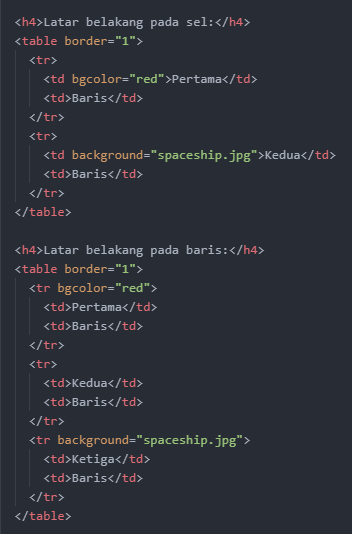 <h4>Latar belakang pada sel:</h4>
<table border="1">
  <tr>
    <td bgcolor="red">Pertama</td>
    <td>Baris</td>
  </tr>
  <tr>
    <td background="spaceship.jpg">Kedua</td>
    <td>Baris</td>
  </tr>
</table>

<h4>Latar belakang pada baris:</h4>
<table border="1">
  <tr bgcolor="red">
    <td>Pertama</td>
    <td>Baris</td>
  </tr>
  <tr>
    <td>Kedua</td>
    <td>Baris</td>
  </tr>
  <tr background="spaceship.jpg">
    <td>Ketiga</td>
    <td>Baris</td>
  </tr>
</table>